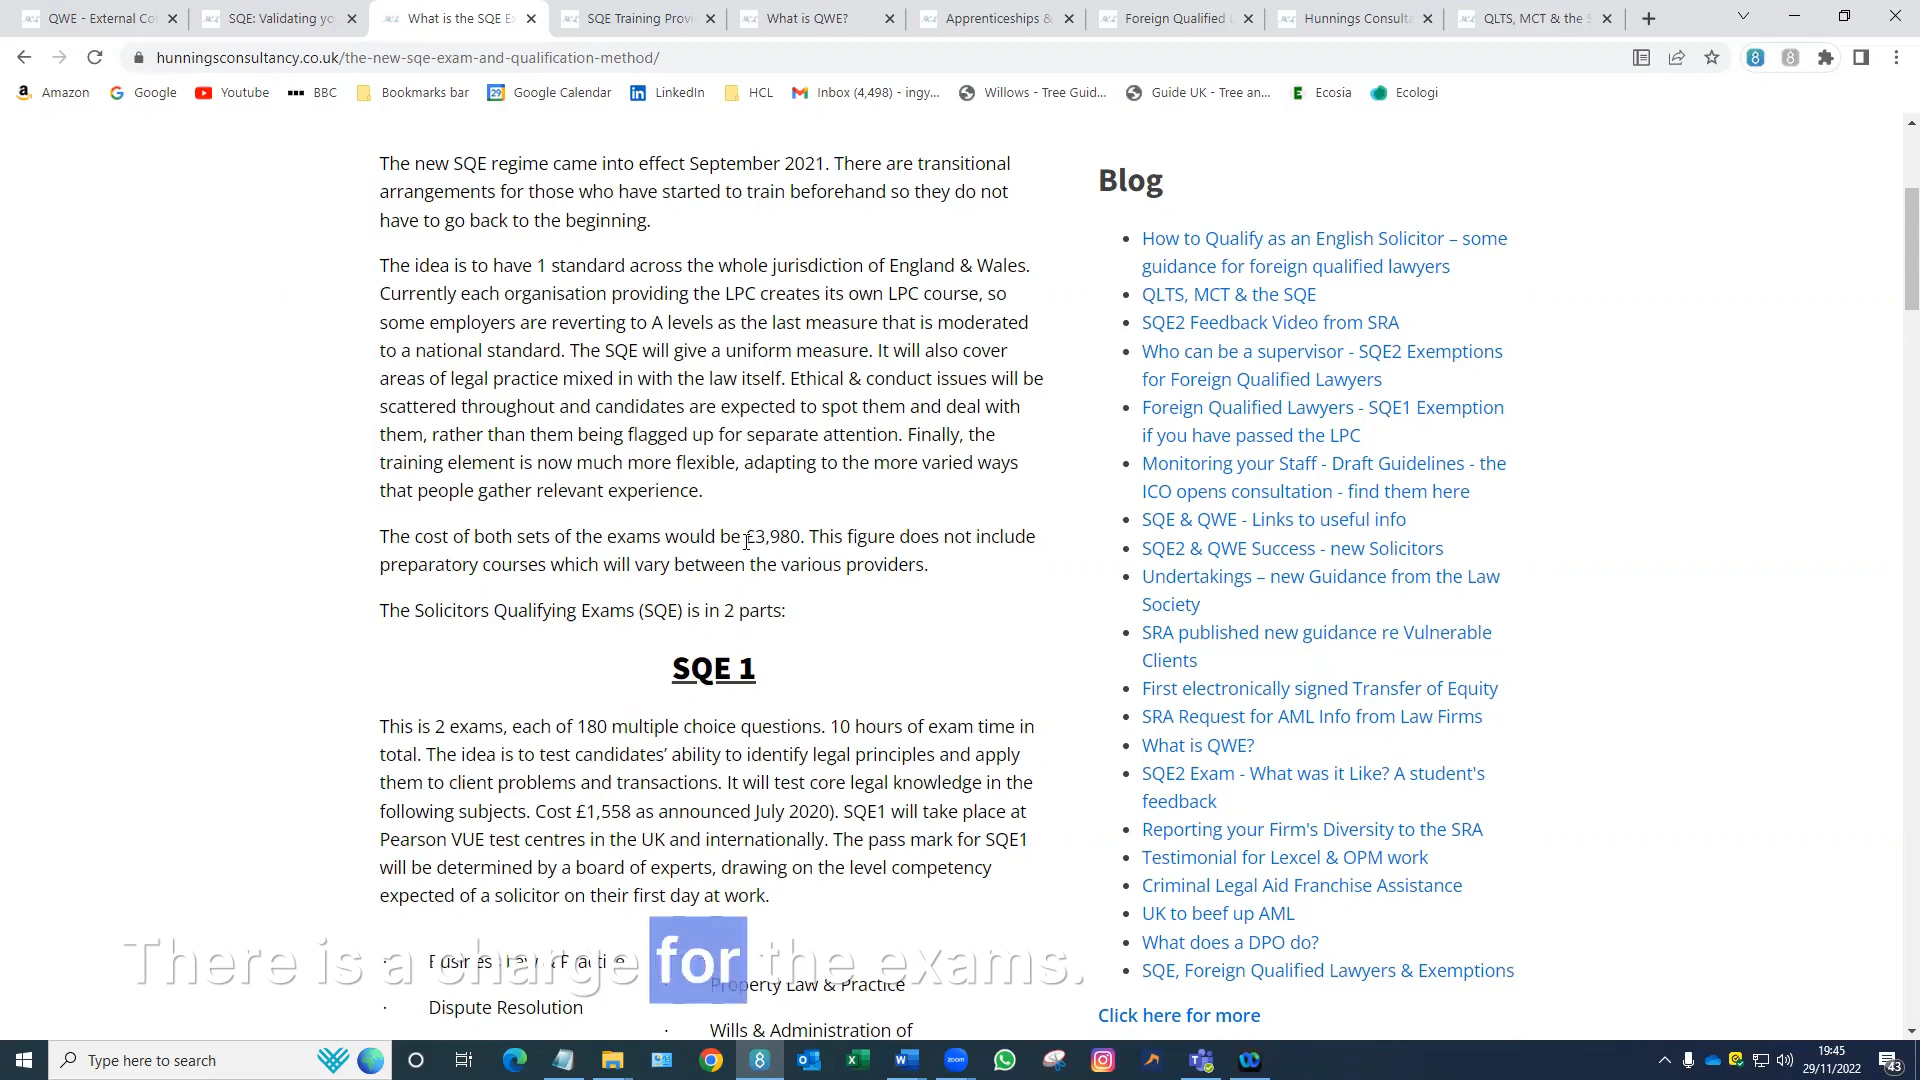 QWE - External Co
SQE: Validating yo
What is the SQE E
SQE Training Provi
What is QWE?
Apprenticeships &
Foreign Qualified
Hunnings Consulta
QLTS, MCT & the S
hunningsconsultancy.co.uk/the-new-sqe-exam-and-qualification-method/
Amazon
Google
Youtube
BBC
Bookmarks bar
Google Calendar
LinkedIn
HCL
Inbox (4,498) - ingy...
Willows - Tree Guid...
Guide UK - Tree an...
Ecosia
Ecologi
The new SQE regime came into effect September 2021. There are transitional
arrangements for those who have started to train beforehand so they do not
have to go back to the beginning.
The idea is to have 1 standard across the whole jurisdiction of England & Wales.
Currently each organisation providing the LPC creates its own LPC course, so
some employers are reverting to A levels as the last measure that is moderated
to a national standard. The SQE will give a uniform measure. It will also cover
areas of legal practice mixed in with the law itself. Ethical & conduct issues will be
scattered throughout and candidates are expected to spot them and deal with
them, rather than them being flagged up for separate attention. Finally, the
training element is now much more flexible, adapting to the more varied ways
that people gather relevant experience.
The cost of both sets of the exams would be £3,980. This figure does not include
preparatory courses which will vary between the various providers.
The Solicitors Qualifying Exams (SQE) is in 2 parts:
SQE 1
This is 2 exams, each of 180 multiple choice questions. 10 hours of exam time in
total. The idea is to test candidates’ ability to identify legal principles and apply
them to client problems and transactions. It will test core legal knowledge in the
following subjects. Cost £1,558 as announced July 2020). SQE1 will take place at
Pearson VUE test centres in the UK and internationally. The pass mark for SQE1
will be determined by a board of experts, drawing on the level competency
expected of a solicitor on their first day at work.
· Business Law & Practice
· Dispute Resolution
· Property Law & Practice
· Wills & Administration of
There is a charge for the exams.
Blog
• How to Qualify as an English Solicitor – some
guidance for foreign qualified lawyers
• QLTS, MCT & the SQE
• SQE2 Feedback Video from SRA
• Who can be a supervisor - SQE2 Exemptions
for Foreign Qualified Lawyers
• Foreign Qualified Lawyers - SQE1 Exemption
if you have passed the LPC
• Monitoring your Staff - Draft Guidelines - the
ICO opens consultation - find them here
• SQE & QWE - Links to useful info
• SQE2 & QWE Success - new Solicitors
• Undertakings – new Guidance from the Law
Society
• SRA published new guidance re Vulnerable
Clients
• First electronically signed Transfer of Equity
• SRA Request for AML Info from Law Firms
• What is QWE?
• SQE2 Exam - What was it Like? A student's
feedback
• Reporting your Firm's Diversity to the SRA
• Testimonial for Lexcel & OPM work
• Criminal Legal Aid Franchise Assistance
• UK to beef up AML
• What does a DPO do?
• SQE, Foreign Qualified Lawyers & Exemptions
Click here for more
Type here to search
19:45
29/11/2022
43